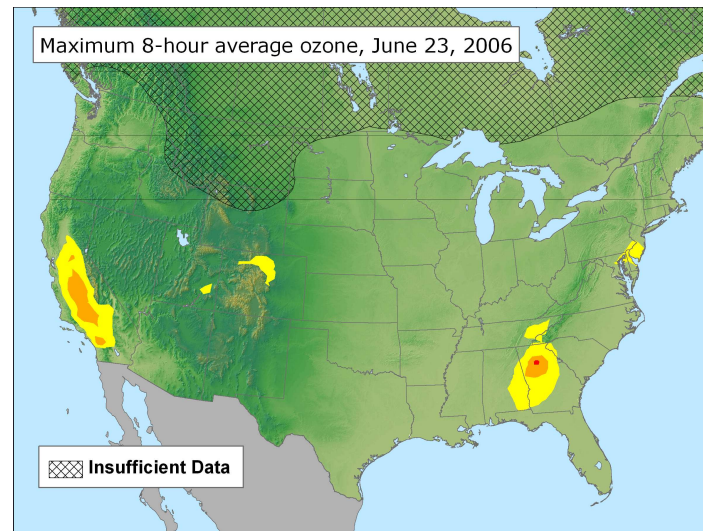 Maximum 8-hour average ozone, June 23, 2006
Insufficient Data